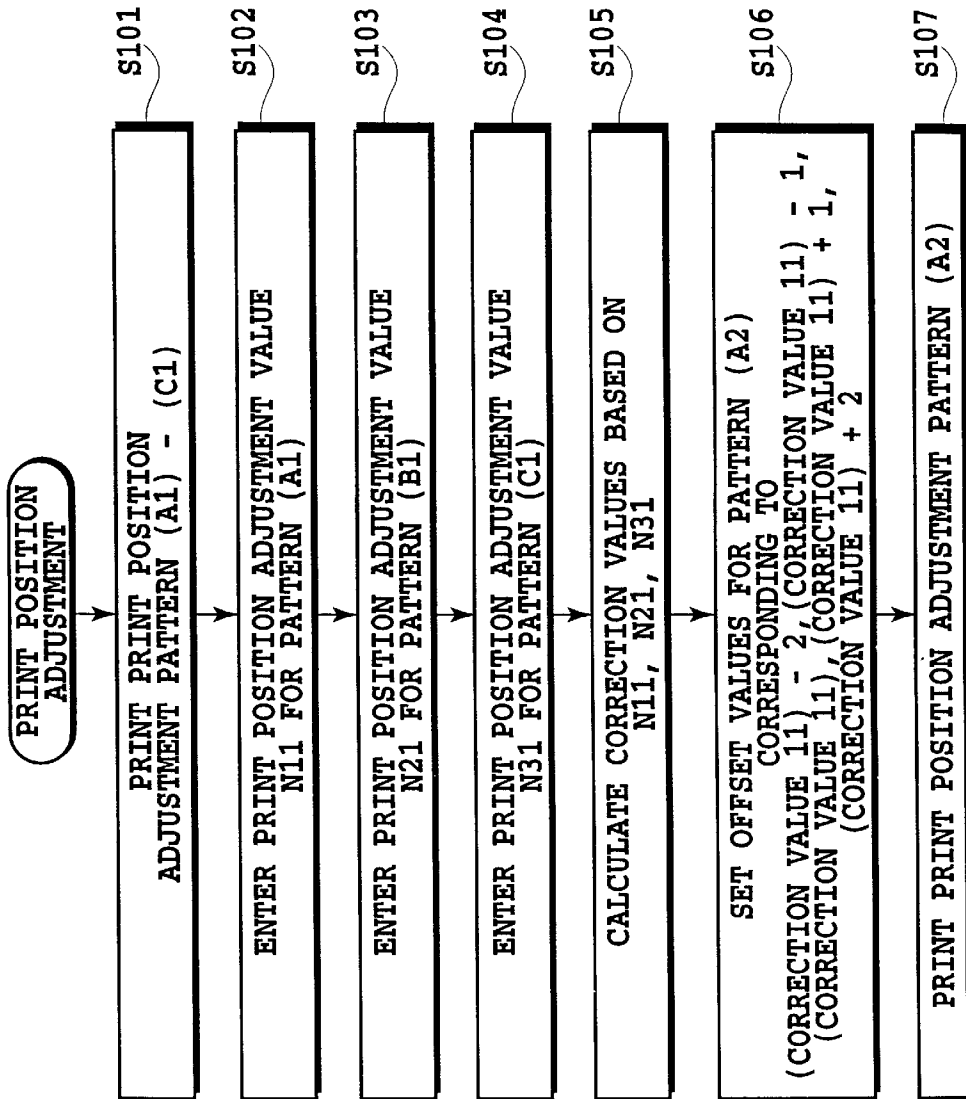 PRINT POSITION
ADJUSTMENT
PRINT PRINT POSITION
ADJUSTMENT PATTERN (A1) - (C1)
S101
ENTER PRINT POSITION ADJUSTMENT VALUE
N11 FOR PATTERN (A1)
S102
ENTER PRINT POSITION ADJUSTMENT VALUE
N21 FOR PATTERN (B1)
S103
ENTER PRINT POSITION ADJUSTMENT VALUE
N31 FOR PATTERN (C1)
S104
CALCULATE CORRECTION VALUES BASED ON
N11, N21, N31
S105
SET OFFSET VALUES FOR PATTERN (A2)
CORRESPONDING TO
(CORRECTION VALUE 11) - 2,(CORRECTION VALUE 11) - 1,
(CORRECTION VALUE 11),(CORRECTION VALUE 11) + 1,
(CORRECTION VALUE 11) + 2
S106
PRINT PRINT POSITION ADJUSTMENT PATTERN (A2)
S107